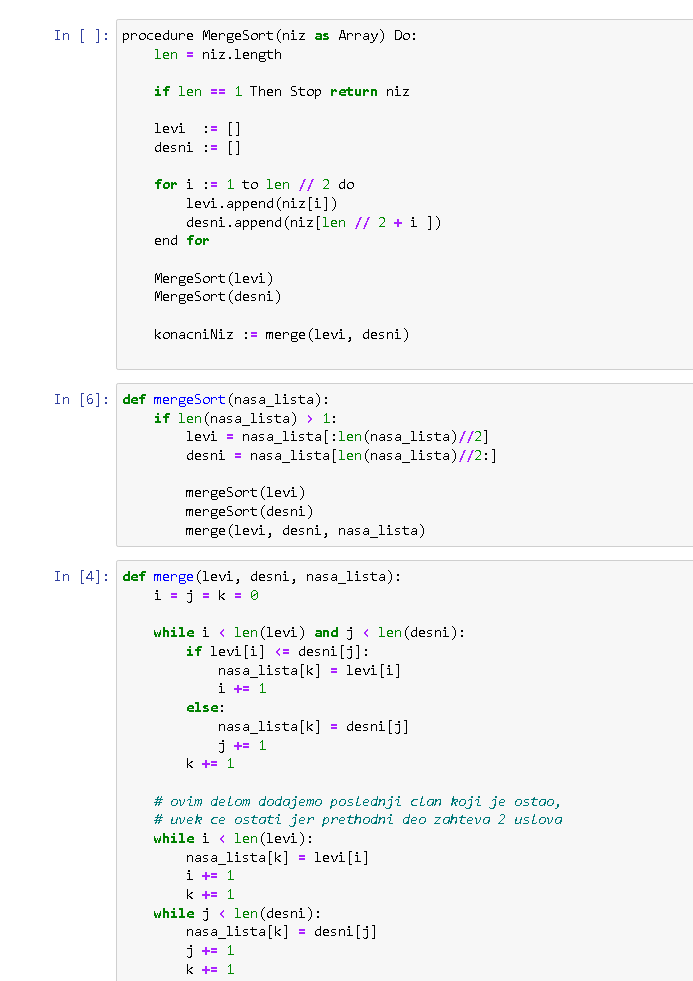 In [ ]: procedure MergeSort(niz as Array) Do:
    len = niz.length

    if len == 1 Then Stop return niz

    levi  := []
    desni := []

    for i := 1 to len // 2 do
        levi.append(niz[i])
        desni.append(niz[len // 2 + i ])
    end for

    MergeSort(levi)
    MergeSort(desni)

    konacniNiz := merge(levi, desni)

In [6]: def mergeSort(nasa_lista):
    if len(nasa_lista) > 1:
        levi = nasa_lista[:len(nasa_lista)//2]
        desni = nasa_lista[len(nasa_lista)//2:]

        mergeSort(levi)
        mergeSort(desni)
        merge(levi, desni, nasa_lista)

In [4]: def merge(levi, desni, nasa_lista):
    i = j = k = 0

    while i < len(levi) and j < len(desni):
        if levi[i] <= desni[j]:
            nasa_lista[k] = levi[i]
            i += 1
        else:
            nasa_lista[k] = desni[j]
            j += 1
        k += 1

    # ovim delom dodajemo poslednji clan koji je ostao,
    # uvek ce ostati jer prethodni deo zahteva 2 uslova
    while i < len(levi):
        nasa_lista[k] = levi[i]
        i += 1
        k += 1
    while j < len(desni):
        nasa_lista[k] = desni[j]
        j += 1
        k += 1